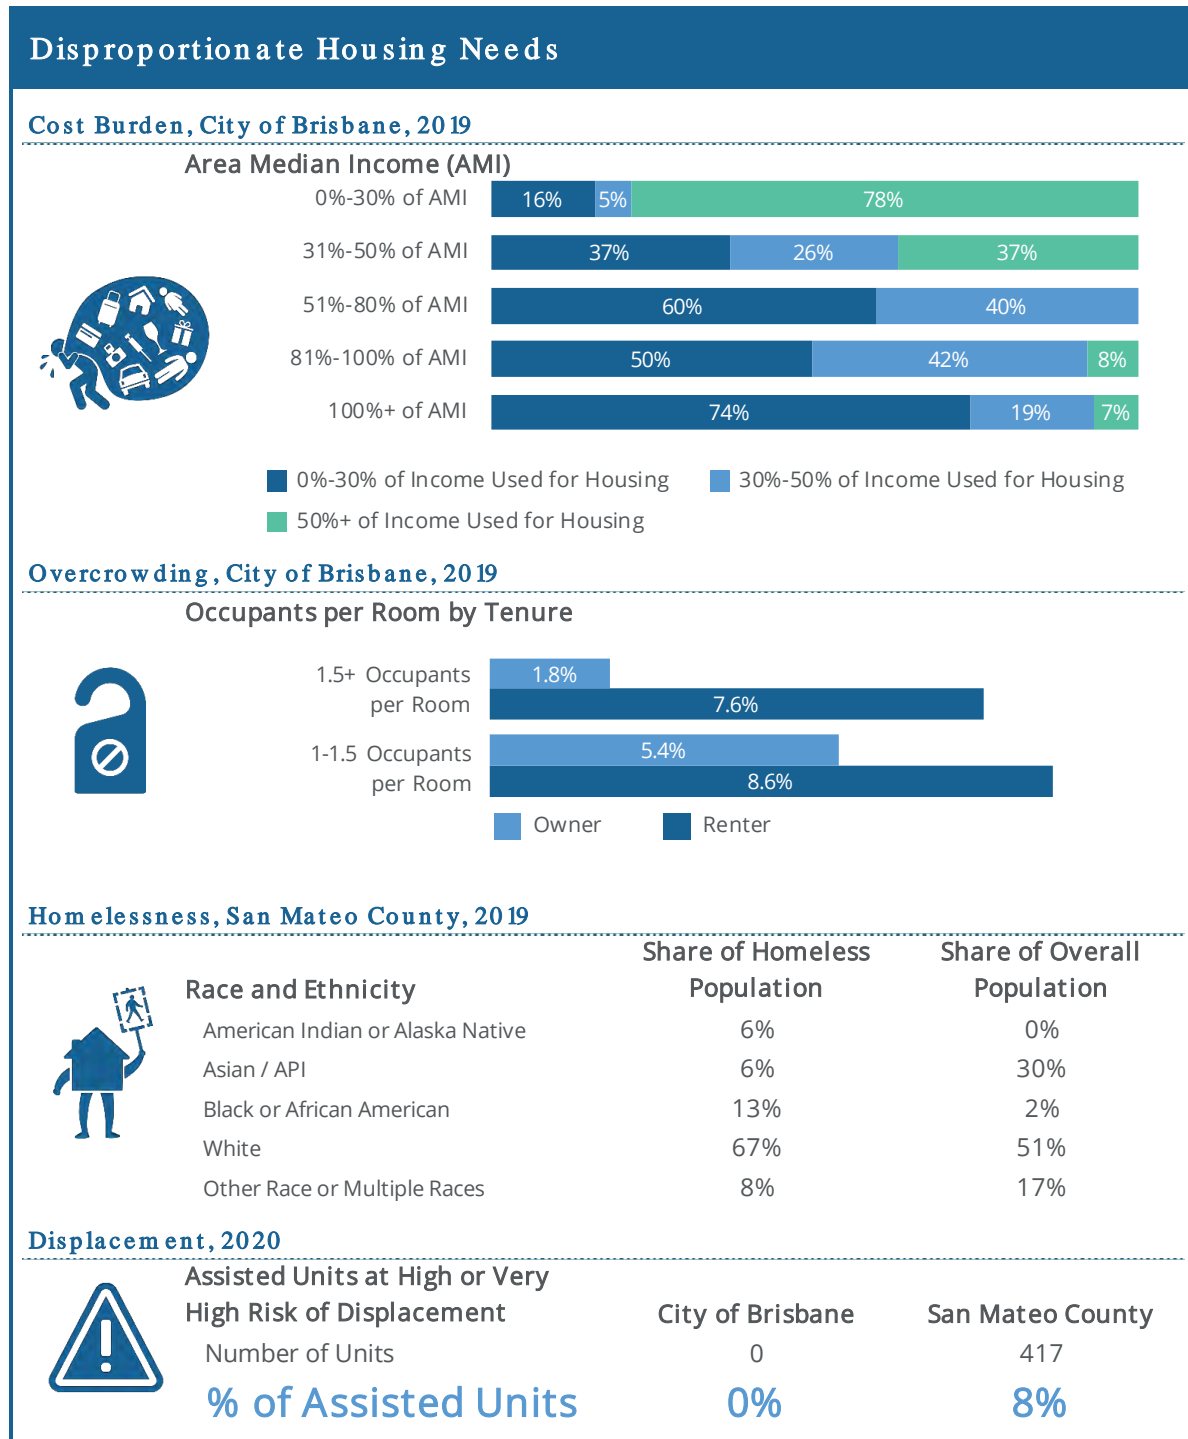 Disproportionate Housing Needs
Cost Burden, City of Brisbane, 2019
Area Median Income (AMI)
0%-30% of AMI 16% 5% 78%
31%-50% of AMI 37% 26% 37%
51%-80% of AMI 60% 40%
81%-100% of AMI 50% 42% 8%
100%+ of AMI 74% 19% 7%
0%-30% of Income Used for Housing 30%-50% of Income Used for Housing
50%+ of Income Used for Housing
Overcrowding, City of Brisbane, 2019
Occupants per Room by Tenure
1.5+ Occupants 1.8%
per Room 7.6%
1-1.5 Occupants 5.4%
per Room 8.6%
Owner Renter
Homelessness, San Mateo County, 2019
Share of Homeless Share of Overall
Race and Ethnicity Population Population
American Indian or Alaska Native 6% 0%
Asian / API 6% 30%
Black or African American 13% 2%
White 67% 51%
Other Race or Multiple Races 8% 17%
Displacement, 2020
Assisted Units at High or Very
High Risk of Displacement City of Brisbane San Mateo County
Number of Units 0 417
% of Assisted Units 0% 8%